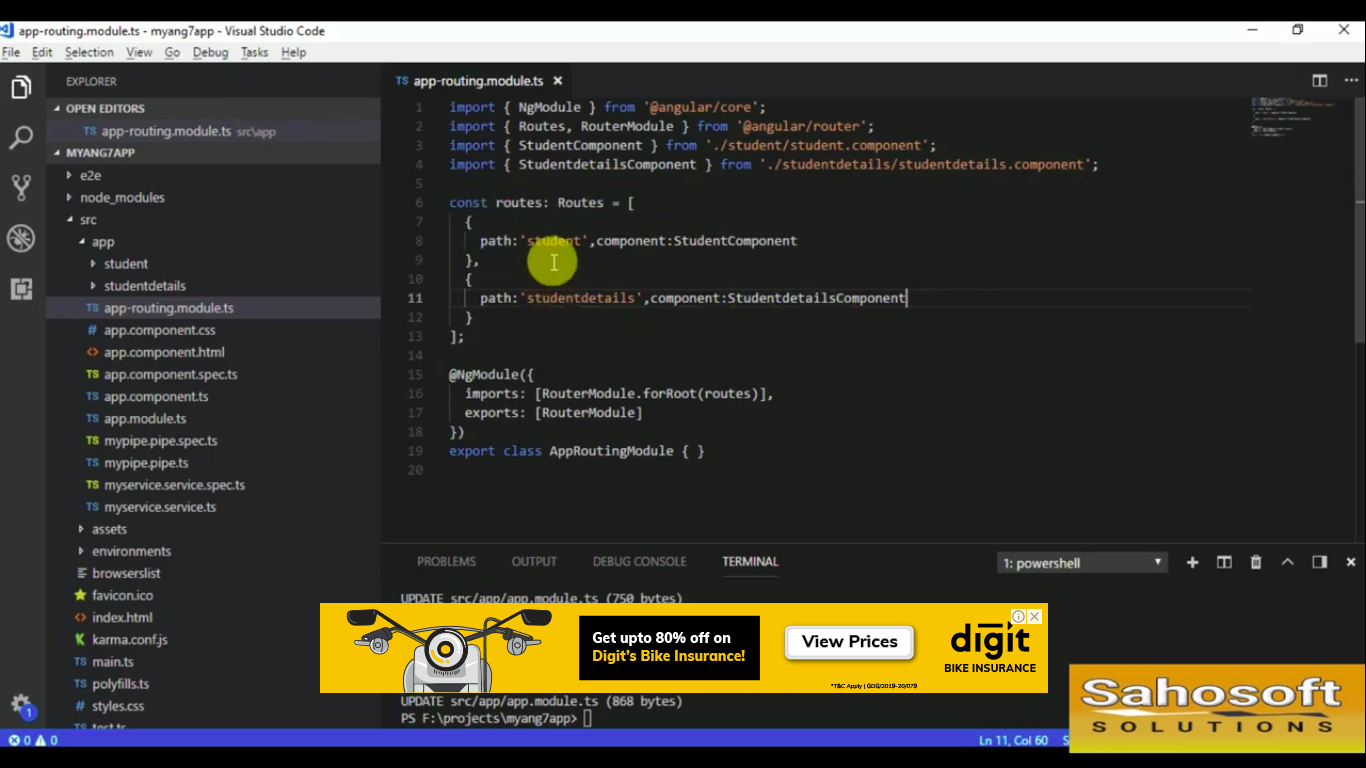 app-routing.module.ts - myang7app - Visual Studio Code
File Edit Selection View Go Debug Tasks Help
EXPLORER
OPEN EDITORS
TS app-routing.module.ts src\app
MYANG7APP
e2e
node_modules
src
app
student
studentdetails
TS app-routing.module.ts
# app.component.css
<> app.component.html
TS app.component.spec.ts
TS app.component.ts
TS app.module.ts
TS mypipe.pipe.spec.ts
TS mypipe.pipe.ts
TS myservice.service.spec.ts
TS myservice.service.ts
assets
environments
browserslist
favicon.ico
<> index.html
K karma.conf.js
TS main.ts
TS polyfills.ts
# styles.css
TS test.ts
1
TS app-routing.module.ts
1 import { NgModule } from '@angular/core';
2 import { Routes, RouterModule } from '@angular/router';
3 import { StudentComponent } from './student/student.component';
4 import { StudentdetailsComponent } from './studentdetails/studentdetails.component';
5
6 const routes: Routes = [
7 {
8 path:'student',component:StudentComponent
9 },
10 {
11 path:'studentdetails',component:StudentdetailsComponent
12 }
13 ];
14
15 @NgModule({
16 imports: [RouterModule.forRoot(routes)],
17 exports: [RouterModule]
18 })
19 export class AppRoutingModule { }
20
PROBLEMS OUTPUT DEBUG CONSOLE TERMINAL 1: powershell
UPDATE src/app/app.module.ts (750 bytes)
Get upto 80% off on
Digit's Bike Insurance!
View Prices
*T&C Apply | GDG/2019-20/079
digit
BIKE INSURANCE
UPDATE src/app/app.module.ts (868 bytes)
PS F:\projects\myang7app>
Sahosoft
SOLUTIONS
0 0 Ln 11, Col 60